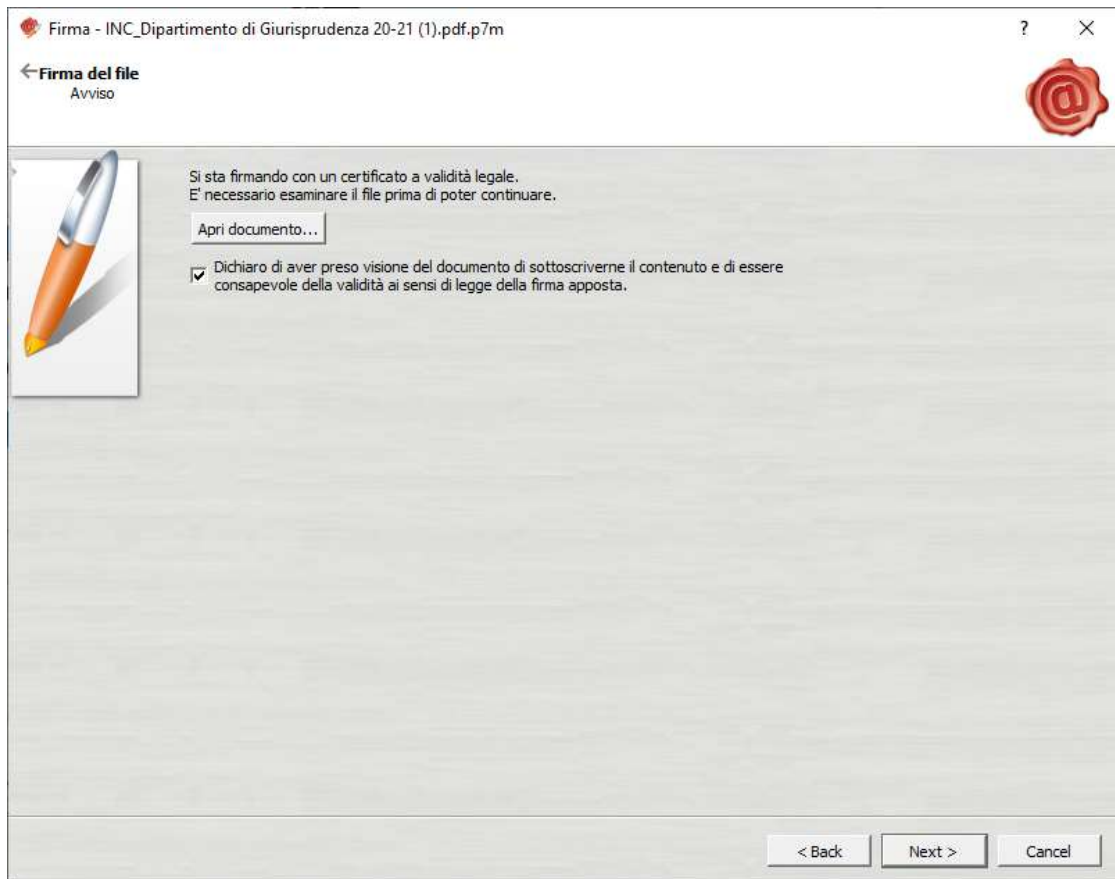 Firma - INC_Dipartimento di Giurisprudenza 20-21 (1).pdf.p7m
?
Firma del file
Avviso
@
Si sta firmando con un certificato a validità legale.
E' necessario esaminare il file prima di poter continuare.
Apri documento...
Dichiaro di aver preso visione del documento di sottoscriverne il contenuto e di essere
consapevole della validità ai sensi di legge della firma apposta.
< Back
Next >
Cancel